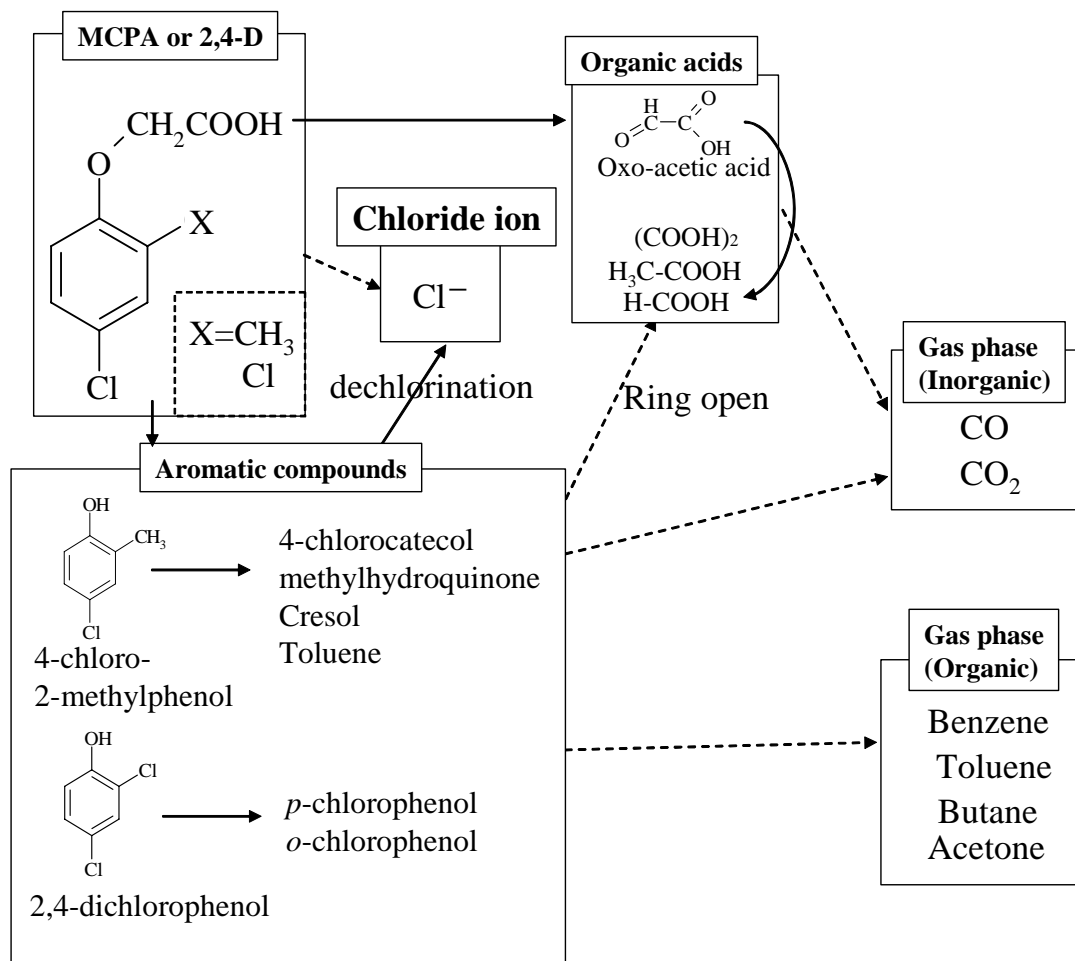 MCPA or 2,4-D
CH₂COOH
O
X
Cl
X=CH₃
Cl
Organic acids
H
O
O
C
C
OH
Oxo-acetic acid
(COOH)₂
H₃C-COOH
H-COOH
Chloride ion
Cl⁻
dechlorination
Ring open
Gas phase
(Inorganic)
CO
CO₂
Aromatic compounds
OH
CH₃
Cl
4-chloro-
2-methylphenol
4-chlorocatecol
methylhydroquinone
Cresol
Toluene
OH
Cl
Cl
2,4-dichlorophenol
p-chlorophenol
o-chlorophenol
Gas phase
(Organic)
Benzene
Toluene
Butane
Acetone